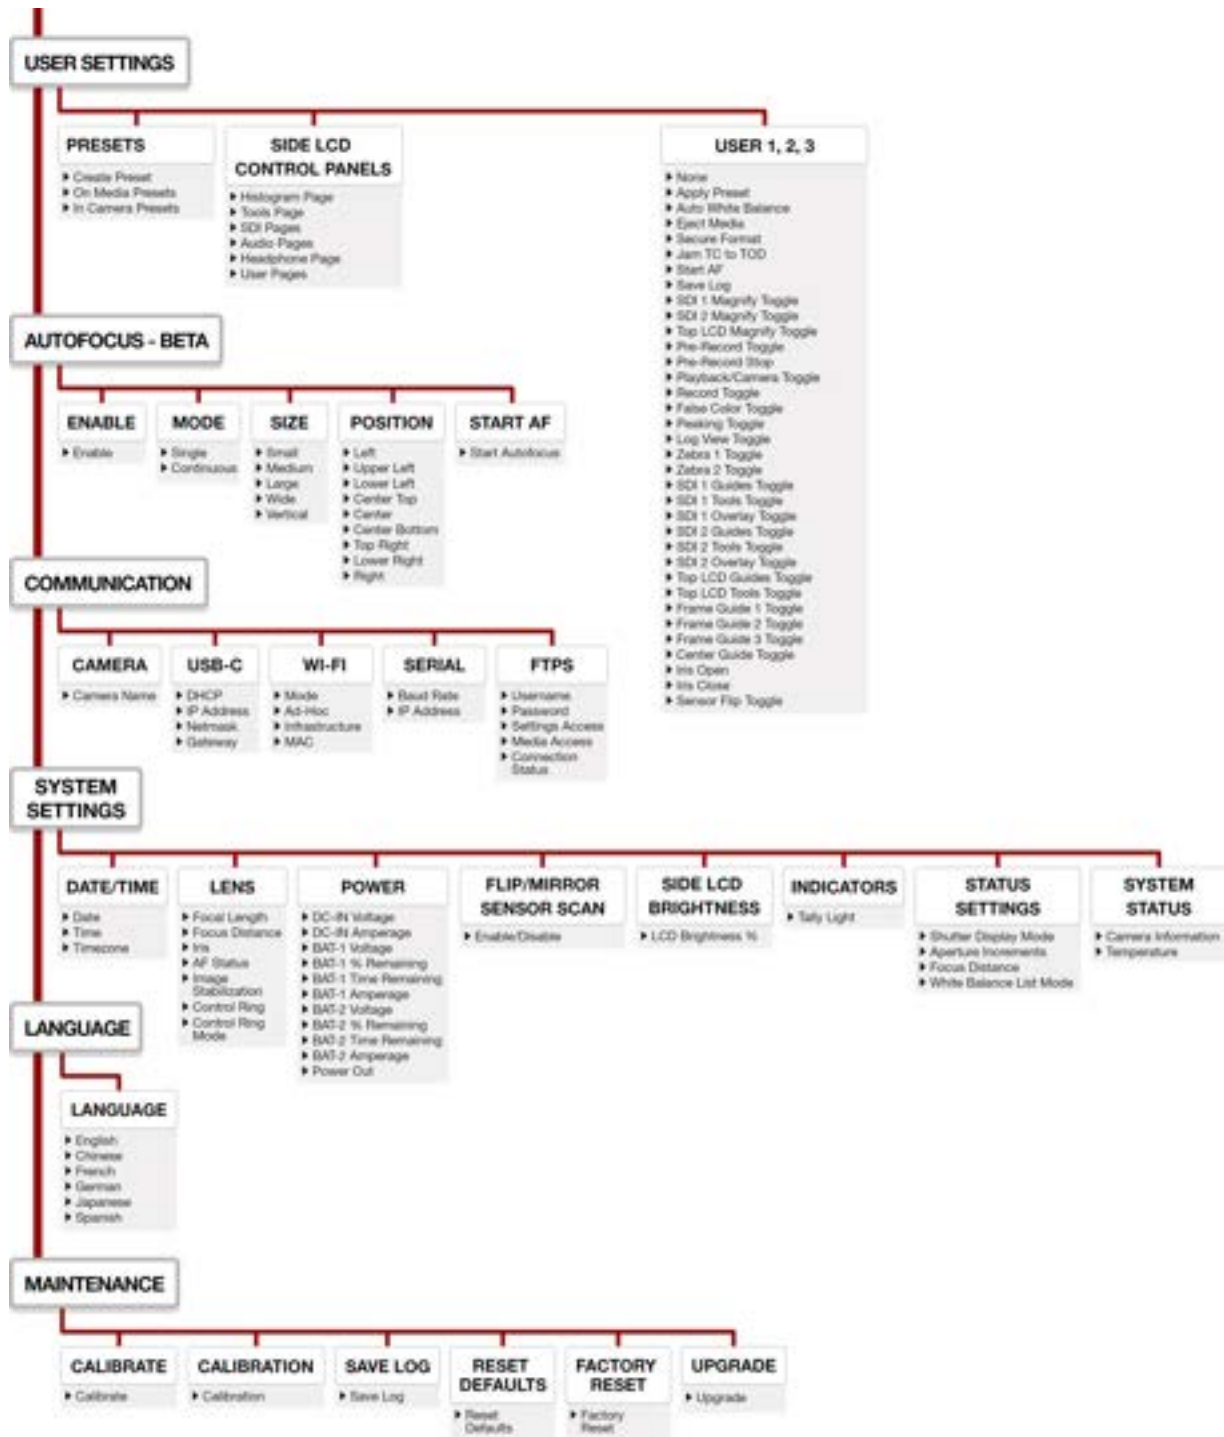 USER SETTINGS
PRESETS
Create Preset
On Media Presets
In Camera Presets
SIDE LCD
CONTROL PANELS
Histogram Page
Tools Page
SDI Pages
Audio Pages
Headphone Page
User Pages
USER 1, 2, 3
None
Apply Preset
Auto White Balance
Eject Media
Secure Format
Jam TC to TOD
Start AF
Save Log
SDI 1 Magnify Toggle
SDI 2 Magnify Toggle
Top LCD Magnify Toggle
Pre-Record Toggle
Pre-Record Stop
Playback/Camera Toggle
Record Toggle
False Color Toggle
Peaking Toggle
Log View Toggle
Zebra 1 Toggle
Zebra 2 Toggle
SDI 1 Guides Toggle
SDI 1 Tools Toggle
SDI 1 Overlay Toggle
SDI 2 Guides Toggle
SDI 2 Tools Toggle
SDI 2 Overlay Toggle
Top LCD Guides Toggle
Top LCD Tools Toggle
Frame Guide 1 Toggle
Frame Guide 2 Toggle
Frame Guide 3 Toggle
Center Guide Toggle
Iris Open
Iris Close
Sensor Flip Toggle
AUTOFOCUS - BETA
ENABLE
Enable
MODE
Single
Continuous
SIZE
Small
Medium
Large
Wide
Vertical
POSITION
Left
Upper Left
Lower Left
Center Top
Center
Center Bottom
Top Right
Lower Right
Right
START AF
Start Autofocus
COMMUNICATION
CAMERA
Camera Name
USB-C
DHCP
IP Address
Netmask
Gateway
WI-FI
Mode
Ad-Hoc
Infrastructure
MAC
SERIAL
Baud Rate
IP Address
FTPS
Username
Password
Settings Access
Media Access
Connection
Status
SYSTEM
SETTINGS
DATE/TIME
Date
Time
Timezone
LENS
Focal Length
Focus Distance
Iris
AF Status
Image
Stabilization
Control Ring
Control Ring
Mode
POWER
DC-IN Voltage
DC-IN Amperage
BAT-1 Voltage
BAT-1 % Remaining
BAT-1 Time Remaining
BAT-1 Amperage
BAT-2 Voltage
BAT-2 % Remaining
BAT-2 Time Remaining
BAT-2 Amperage
Power Out
FLIP/MIRROR
SENSOR SCAN
Enable/Disable
SIDE LCD
BRIGHTNESS
LCD Brightness %
INDICATORS
Tally Light
STATUS
SETTINGS
Shutter Display Mode
Aperture Increments
Focus Distance
White Balance List Mode
SYSTEM
STATUS
Camera Information
Temperature
LANGUAGE
LANGUAGE
English
Chinese
French
German
Japanese
Spanish
MAINTENANCE
CALIBRATE
Calibrate
CALIBRATION
Calibration
SAVE LOG
Save Log
RESET
DEFAULTS
Reset
Defaults
FACTORY
RESET
Factory
Reset
UPGRADE
Upgrade